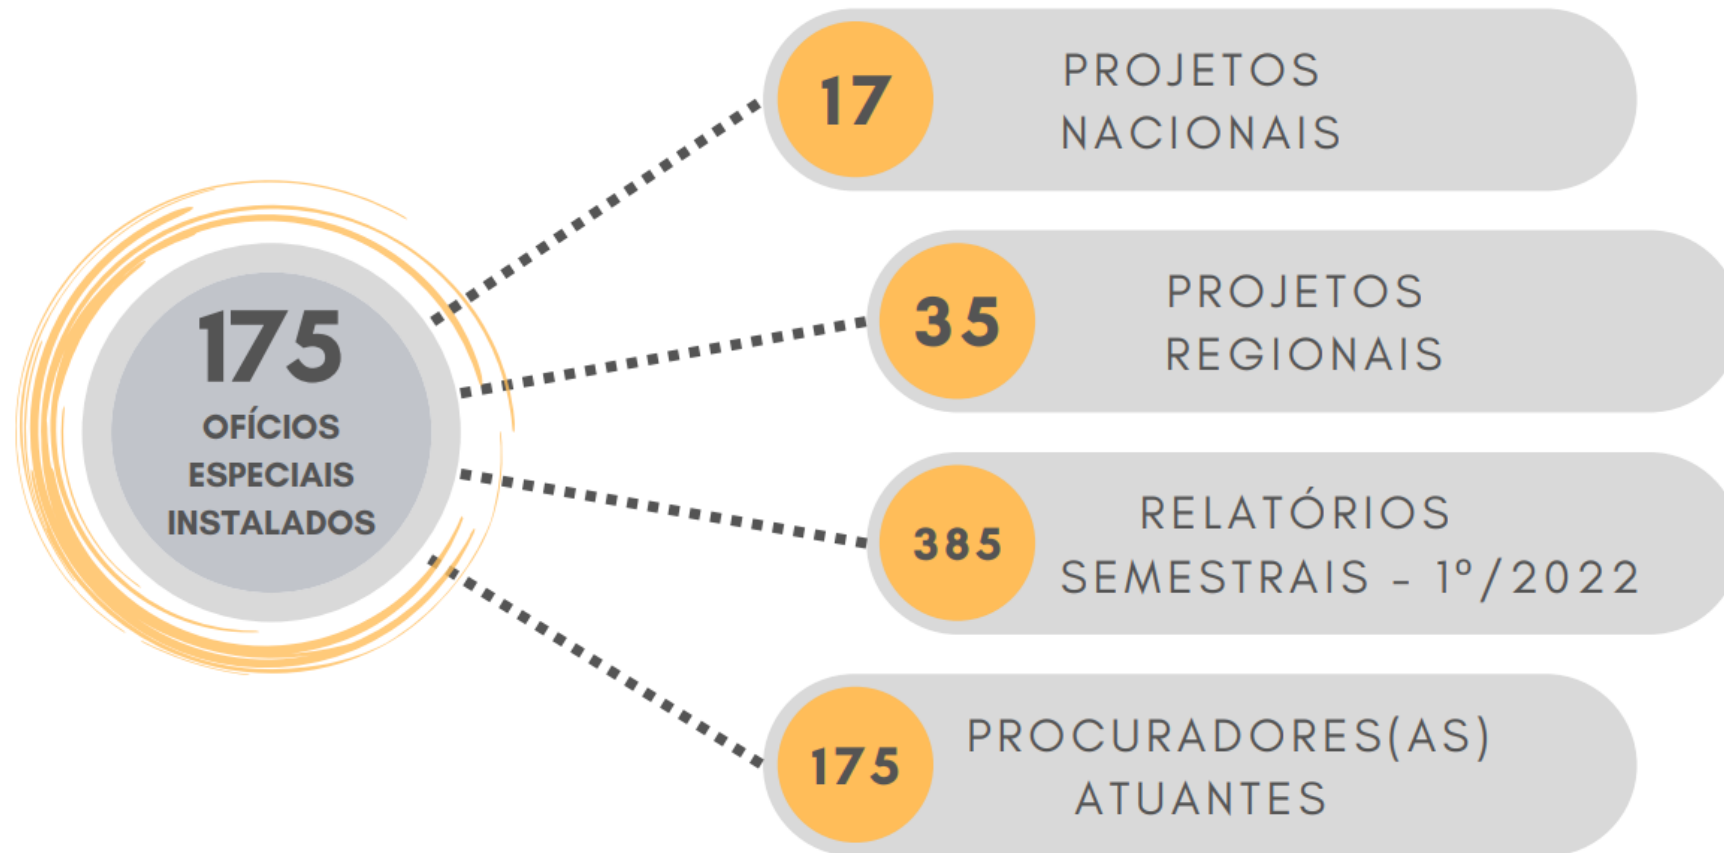 175
OFÍCIOS
ESPECIAIS
INSTALADOS
17
PROJETOS
NACIONAIS
35
PROJETOS
REGIONAIS
385
RELATÓRIOS
SEMESTRAIS - 1º/2022
175
PROCURADORES(AS)
ATUANTES